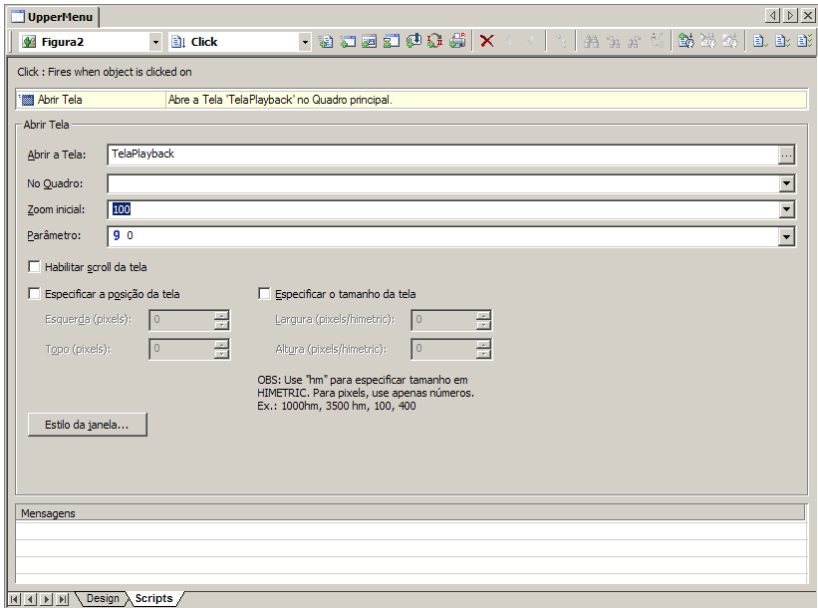 UpperMenu
Figura2 Click
Click : Fires when object is clicked on
Abrir Tela Abre a Tela 'TelaPlayback' no Quadro principal.
Abrir Tela
Abrir a Tela: TelaPlayback ...
No Quadro:
Zoom inicial: 100
Parâmetro: 9 0
Habilitar scroll da tela
Especificar a posição da tela Especificar o tamanho da tela
Esquerda (pixels): 0 Largura (pixels/himetric): 0
Topo (pixels): 0 Altura (pixels/himetric): 0
OBS: Use "hm" para especificar tamanho em
HIMETRIC. Para pixels, use apenas números.
Ex.: 1000hm, 3500 hm, 100, 400
Estilo da janela...
Mensagens
Design Scripts